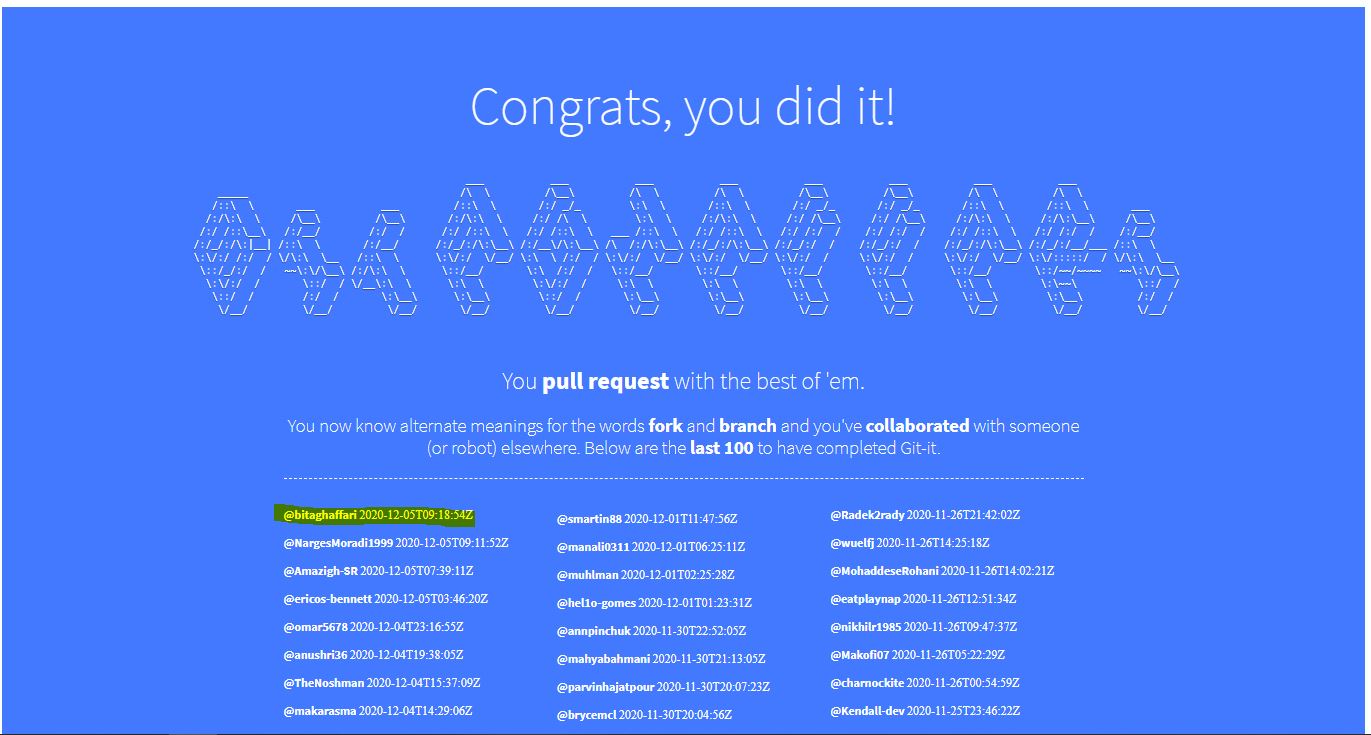 Congrats, you did it!
BITAGHAFFARI
You pull request with the best of 'em.
You now know alternate meanings for the words fork and branch and you've collaborated with someone
(or robot) elsewhere. Below are the last 100 to have completed Git-it.
@bitaghaffari 2020-12-05T09:18:54Z
@NargesMoradi1999 2020-12-05T09:11:52Z
@Amazigh-SR 2020-12-05T07:39:11Z
@ericos-bennett 2020-12-05T03:46:20Z
@omar5678 2020-12-04T23:16:55Z
@anushri36 2020-12-04T19:38:05Z
@TheNoshman 2020-12-04T15:37:09Z
@makarasma 2020-12-04T14:29:06Z
@smartin88 2020-12-01T11:47:56Z
@manali0311 2020-12-01T06:25:11Z
@muhlman 2020-12-01T02:25:28Z
@hel1o-gomes 2020-12-01T01:23:31Z
@annpinchuk 2020-11-30T22:52:05Z
@mahyabahmani 2020-11-30T21:13:05Z
@parvinhajatpour 2020-11-30T20:07:23Z
@brycemcl 2020-11-30T20:04:56Z
@Radek2rady 2020-11-26T21:42:02Z
@wuelfj 2020-11-26T14:25:18Z
@MohaddeseRohani 2020-11-26T14:02:21Z
@eatplaynap 2020-11-26T12:51:34Z
@nikhilr1985 2020-11-26T09:47:37Z
@Makofi07 2020-11-26T05:22:29Z
@charnockite 2020-11-26T00:54:59Z
@Kendall-dev 2020-11-25T23:46:22Z